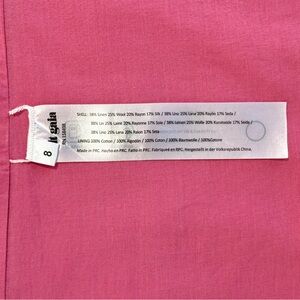 gaia
8
SHELL: 38% Linen 25% Wool 20% Rayon 17% Silk / 38% Lino 25% Lana 20% Rayón 17% Seda /
38% Lin 25% Laine 20% Rayonne 17% Soie / 38% Leinen 25% Wolle 20% Kunstseide 17% Seide /
38% Lino 25% Lana 20% Raion 17% Seta
LINING:100% Cotton / 100% Algodón / 100% Coton / 100% Baumwolle / 100%Cotone
Made in PRC. Hecho en PRC. Fatto in PRC. Fabriqué en RPC. Hergestellt in der Volksrepublik China.